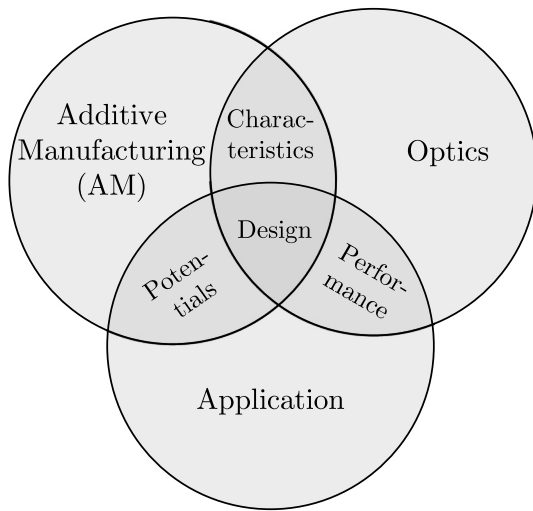 Additive
Manufacturing
(AM)
Charac-
teristics
Optics
Design
Poten-
tials
Perfor-
mance
Application